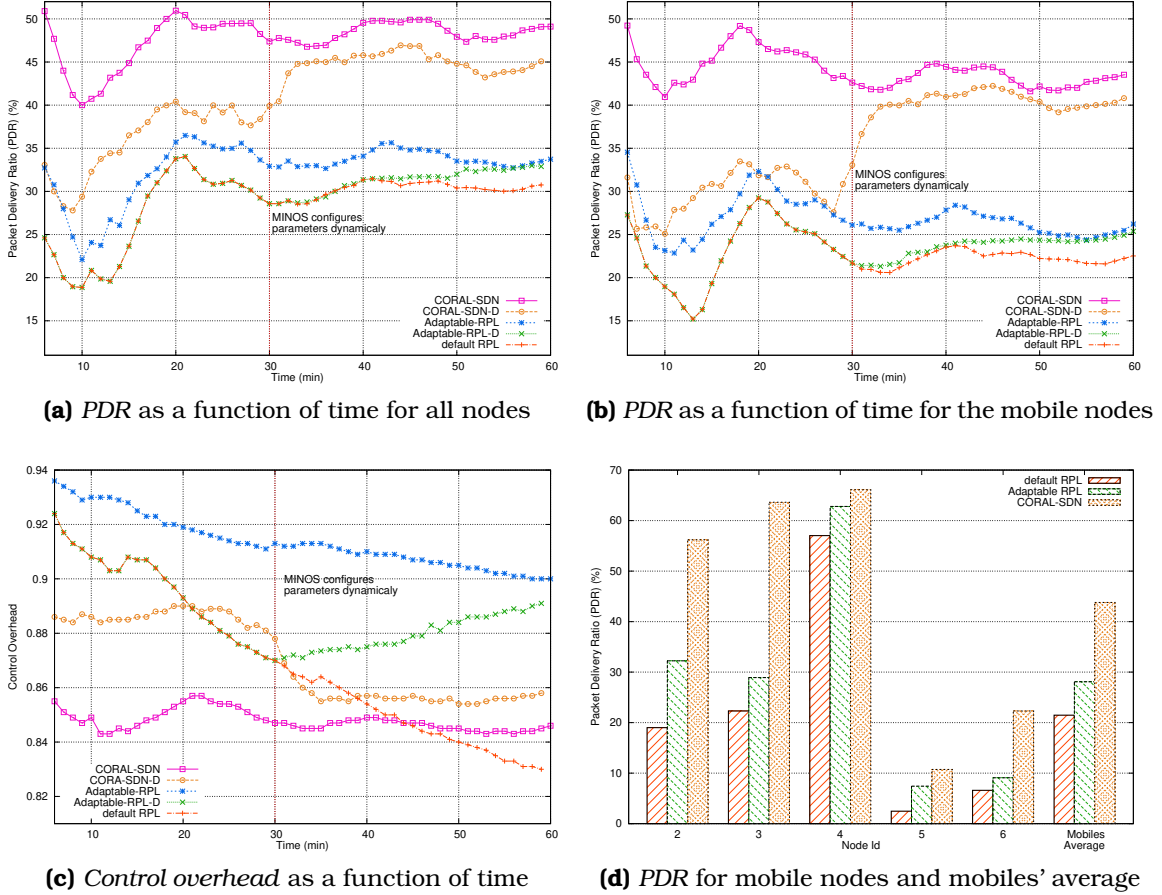 50
45
40
35
30
25
20
15
Packet Delivery Ratio (PDR) (%)
MINOS configures
parameters dynamicaly
CORAL-SDN
CORAL-SDN-D
Adaptable-RPL
Adaptable-RPL-D
default RPL
10 20 30 40 50 60
Time (min)
(a) PDR as a function of time for all nodes
50
45
40
35
30
25
20
15
Packet Delivery Ratio (PDR) (%)
MINOS configures
parameters dynamicaly
CORAL-SDN
CORAL-SDN-D
Adaptable-RPL
Adaptable-RPL-D
default RPL
10 20 30 40 50 60
Time (min)
(b) PDR as a function of time for the mobile nodes
0.94
0.92
0.9
0.88
0.86
0.84
0.82
Control Overhead
MINOS configures
parameters dynamicaly
CORAL-SDN
CORA-SDN-D
Adaptable-RPL
Adaptable-RPL-D
default RPL
10 20 30 40 50 60
Time (min)
(c) Control overhead as a function of time
70
60
50
40
30
20
10
0
Packet Delivery Ratio (PDR) (%)
default RPL
Adaptable RPL
CORAL-SDN
2 3 4 5 6 Mobiles
Average
Node Id
(d) PDR for mobile nodes and mobiles' average